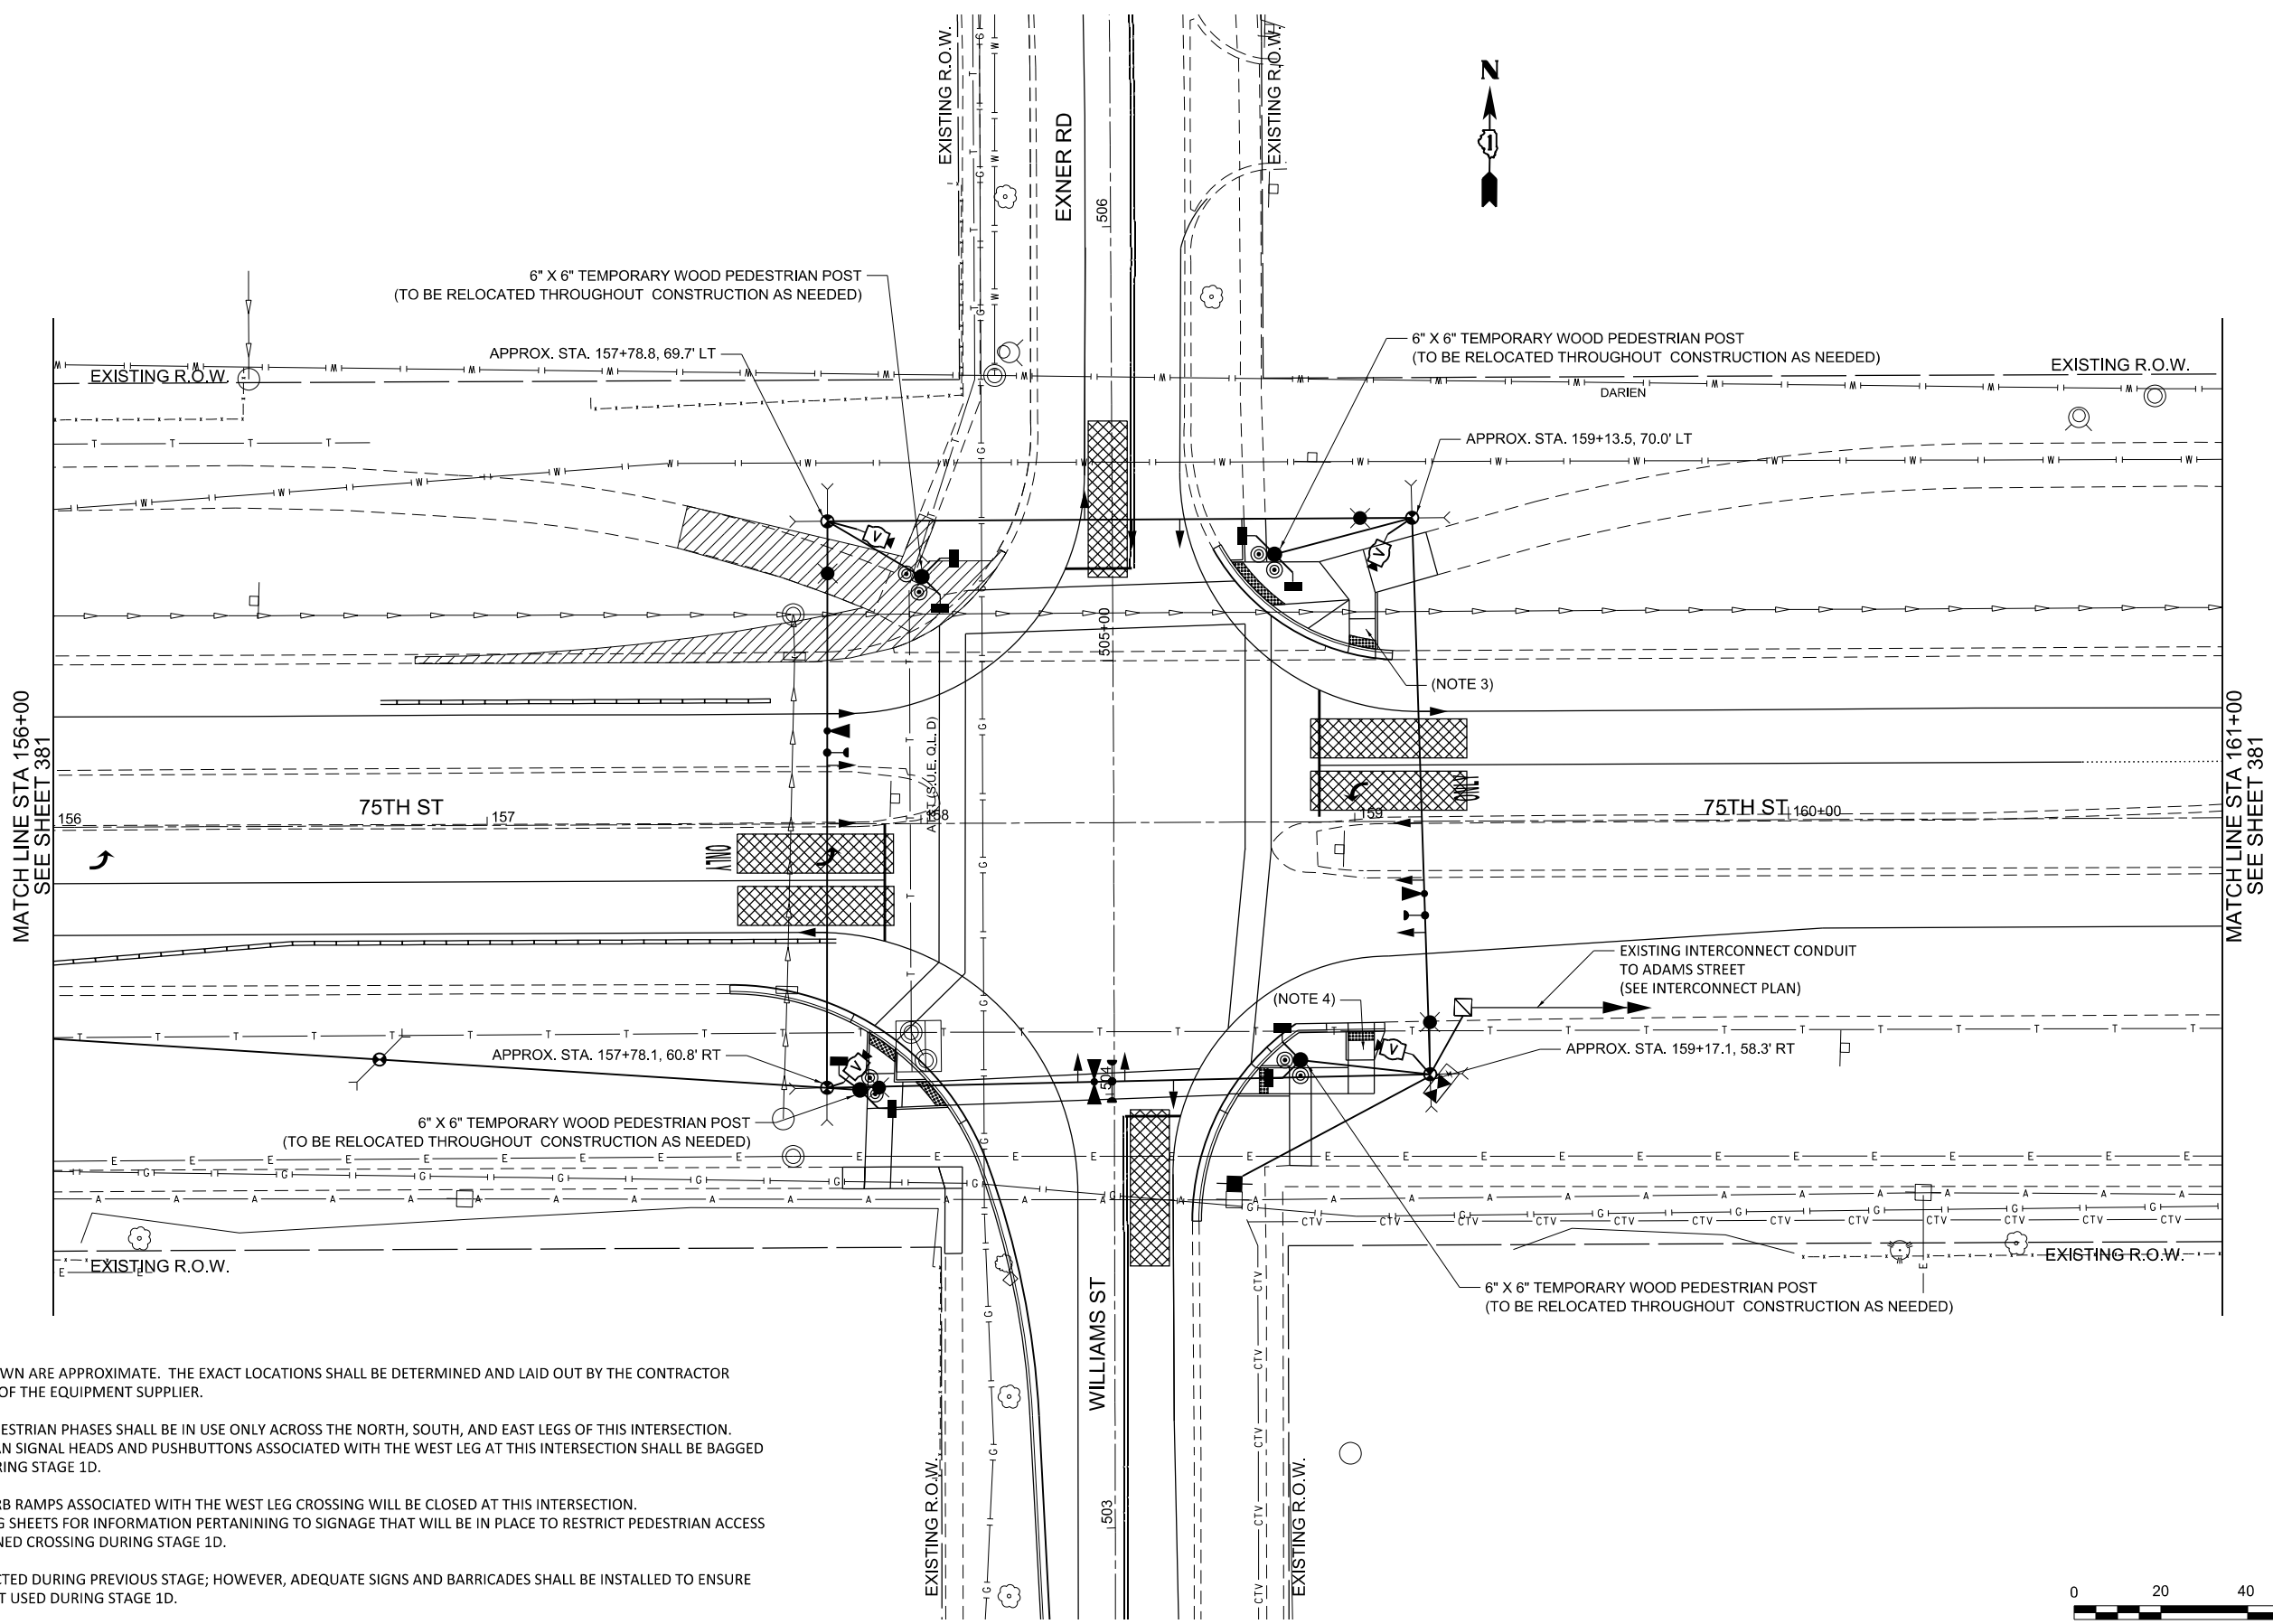 EXISTING R.O.W.
EXNER RD
506
EXISTING R.O.W.
N
1
6" X 6" TEMPORARY WOOD PEDESTRIAN POST
(TO BE RELOCATED THROUGHOUT CONSTRUCTION AS NEEDED)
APPROX. STA. 157+78.8, 69.7' LT
6" X 6" TEMPORARY WOOD PEDESTRIAN POST
(TO BE RELOCATED THROUGHOUT CONSTRUCTION AS NEEDED)
EXISTING R.O.W.
EXISTING R.O.W.
DARIEN
APPROX. STA. 159+13.5, 70.0' LT
V
V
505+00
(NOTE 3)
MATCH LINE STA 156+00
SEE SHEET 381
MATCH LINE STA 161+00
SEE SHEET 381
AT&T (S.U.E. Q.L. D)
75TH ST
156
157
158
159
75TH ST
160+00
ONLY
ONLY
EXISTING INTERCONNECT CONDUIT
TO ADAMS STREET
(SEE INTERCONNECT PLAN)
(NOTE 4)
APPROX. STA. 157+78.1, 60.8' RT
APPROX. STA. 159+17.1, 58.3' RT
V
V
504
6" X 6" TEMPORARY WOOD PEDESTRIAN POST
(TO BE RELOCATED THROUGHOUT CONSTRUCTION AS NEEDED)
EXISTING R.O.W.
EXISTING R.O.W.
6" X 6" TEMPORARY WOOD PEDESTRIAN POST
(TO BE RELOCATED THROUGHOUT CONSTRUCTION AS NEEDED)
WILLIAMS ST
503
EXISTING R.O.W.
EXISTING R.O.W.
WN ARE APPROXIMATE. THE EXACT LOCATIONS SHALL BE DETERMINED AND LAID OUT BY THE CONTRACTOR
OF THE EQUIPMENT SUPPLIER.
ESTRIAN PHASES SHALL BE IN USE ONLY ACROSS THE NORTH, SOUTH, AND EAST LEGS OF THIS INTERSECTION.
AN SIGNAL HEADS AND PUSHBUTTONS ASSOCIATED WITH THE WEST LEG AT THIS INTERSECTION SHALL BE BAGGED
RING STAGE 1D.
RB RAMPS ASSOCIATED WITH THE WEST LEG CROSSING WILL BE CLOSED AT THIS INTERSECTION.
G SHEETS FOR INFORMATION PERTANINING TO SIGNAGE THAT WILL BE IN PLACE TO RESTRICT PEDESTRIAN ACCESS
NED CROSSING DURING STAGE 1D.
CTED DURING PREVIOUS STAGE; HOWEVER, ADEQUATE SIGNS AND BARRICADES SHALL BE INSTALLED TO ENSURE
T USED DURING STAGE 1D.
0 20 40